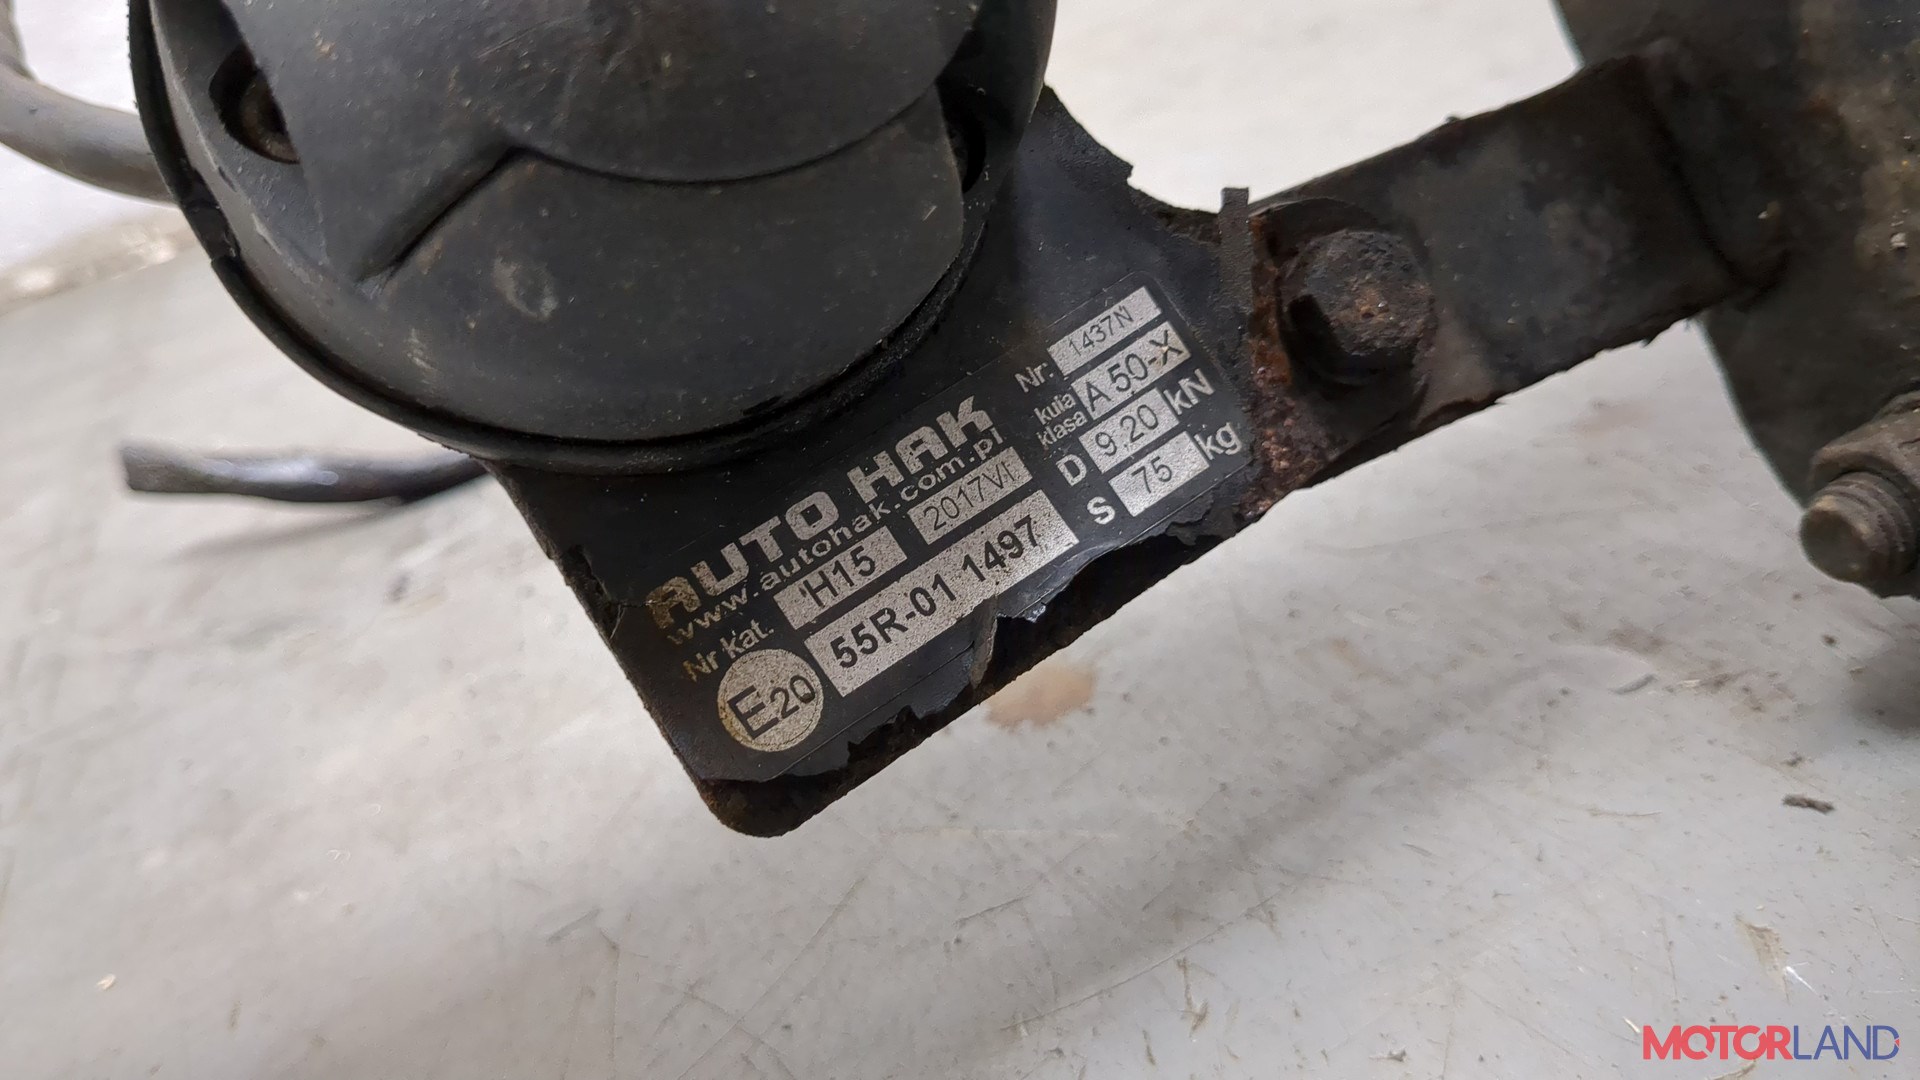 AUTO HAK
www.autohak.com.pl
Nr kat. H15 2017VI
E20 55R-01 1497
Nr: 1437N
kula klasa A 50-X
D 9,20 kN
S 75 kg
MOTORLAND